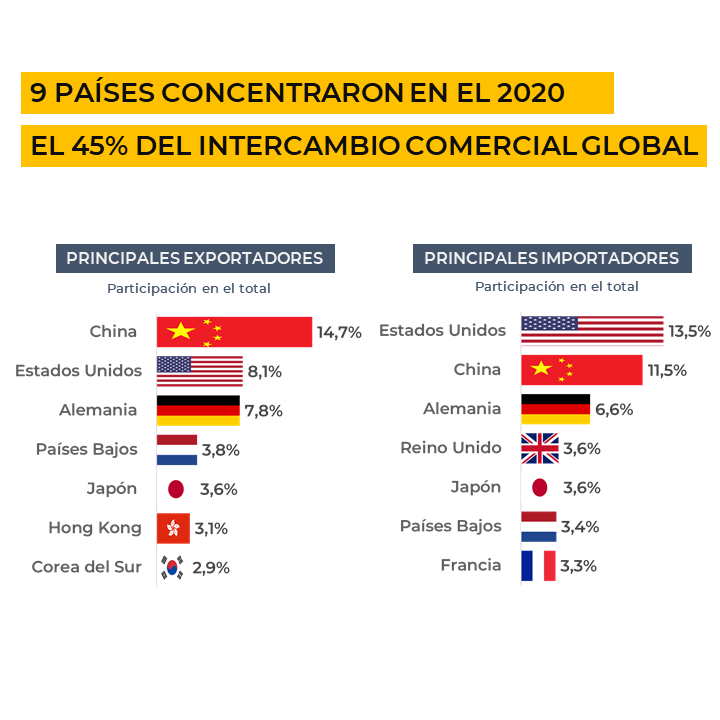 9 PAÍSES CONCENTRARON EN EL 2020
EL 45% DEL INTERCAMBIO COMERCIAL GLOBAL
PRINCIPALES EXPORTADORES
Participación en el total
China 14,7%
Estados Unidos 8,1%
Alemania 7,8%
Países Bajos 3,8%
Japón 3,6%
Hong Kong 3,1%
Corea del Sur 2,9%
PRINCIPALES IMPORTADORES
Participación en el total
Estados Unidos 13,5%
China 11,5%
Alemania 6,6%
Reino Unido 3,6%
Japón 3,6%
Países Bajos 3,4%
Francia 3,3%